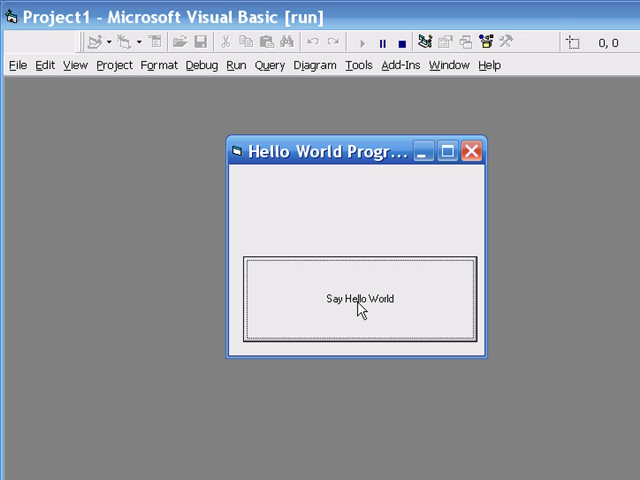 Project1 - Microsoft Visual Basic [run]
0, 0
File Edit View Project Format Debug Run Query Diagram Tools Add-Ins Window Help
Hello World Progr...
Say Hello World